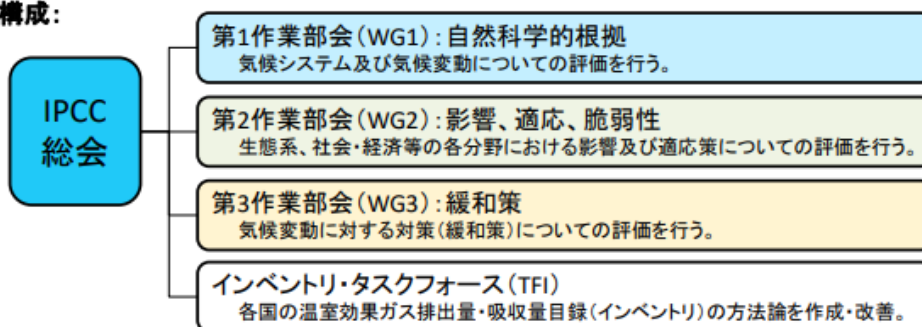 構成:
IPCC
総会
第1作業部会(WG1):自然科学的根拠
気候システム及び気候変動についての評価を行う。
第2作業部会(WG2):影響、適応、脆弱性
生態系、社会・経済等の各分野における影響及び適応策についての評価を行う。
第3作業部会(WG3):緩和策
気候変動に対する対策(緩和策)についての評価を行う。
インベントリ・タスクフォース(TFI)
各国の温室効果ガス排出量・吸収量目録(インベントリ)の方法論を作成・改善。